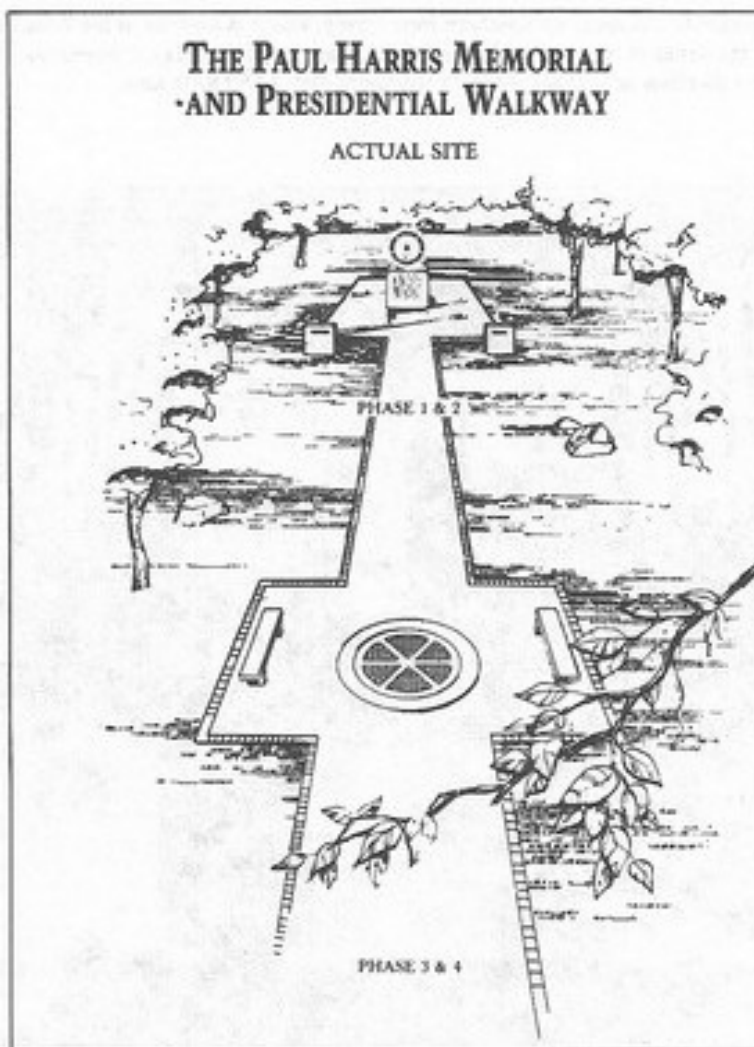 THE PAUL HARRIS MEMORIAL
·AND PRESIDENTIAL WALKWAY
ACTUAL SITE
PHASE 1 & 2
PHASE 3 & 4